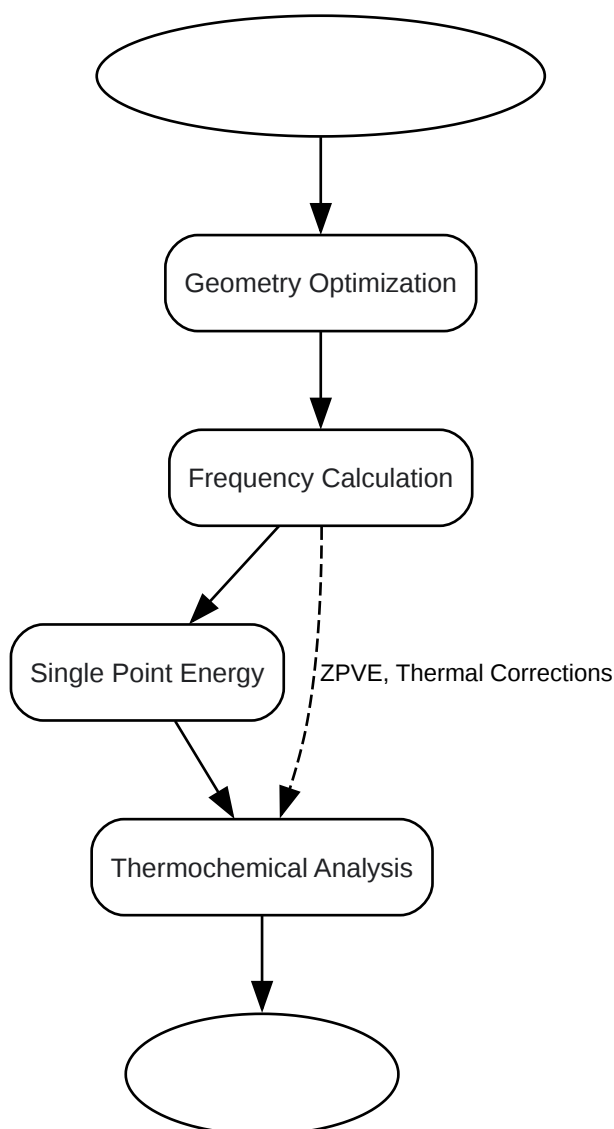 Geometry Optimization
Frequency Calculation
Single Point Energy
ZPVE, Thermal Corrections
Thermochemical Analysis